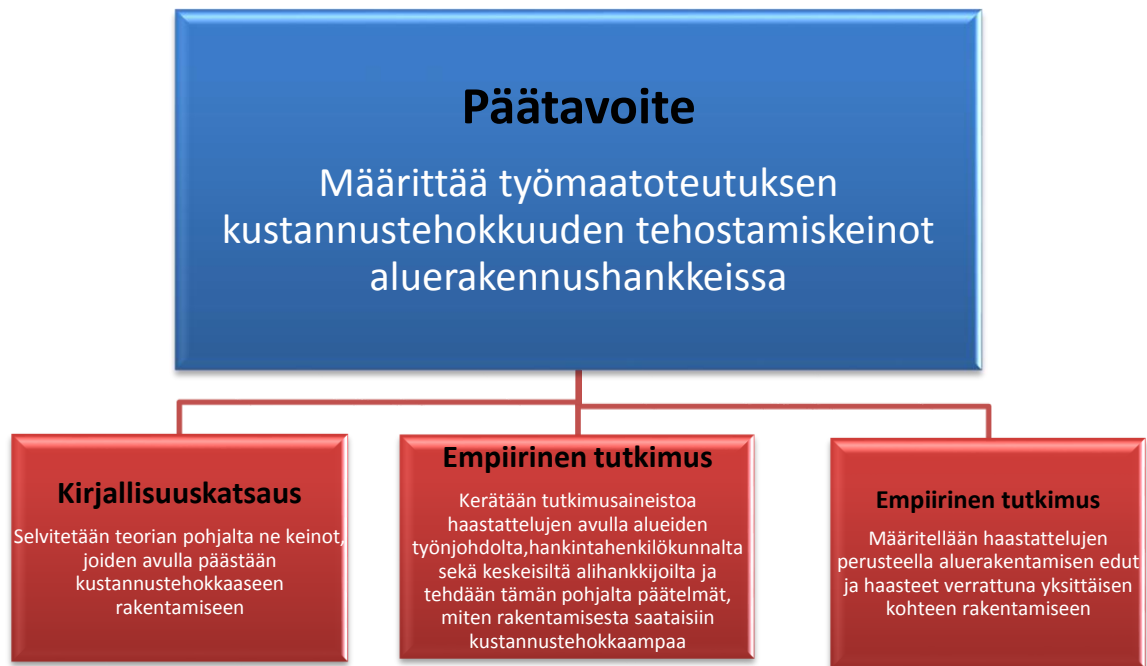 Päätavoite
Määrittää työmaatoteutuksen
kustannustehokkuuden tehostamiskeinot
aluerakennushankkeissa
Kirjallisuuskatsaus
Selvitetään teorian pohjalta ne keinot,
joiden avulla päästään
kustannustehokkaaseen
rakentamiseen
Empiirinen tutkimus
Kerätään tutkimusaineistoa
haastattelujen avulla alueiden
työnjohdolta,hankintahenkilökunnalta
sekä keskeisiltä alihankkijoilta ja
tehdään tämän pohjalta päätelmät,
miten rakentamisesta saataisiin
kustannustehokkaampaa
Empiirinen tutkimus
Määritellään haastattelujen
perusteella aluerakentamisen edut
ja haasteet verrattuna yksittäisen
kohteen rakentamiseen